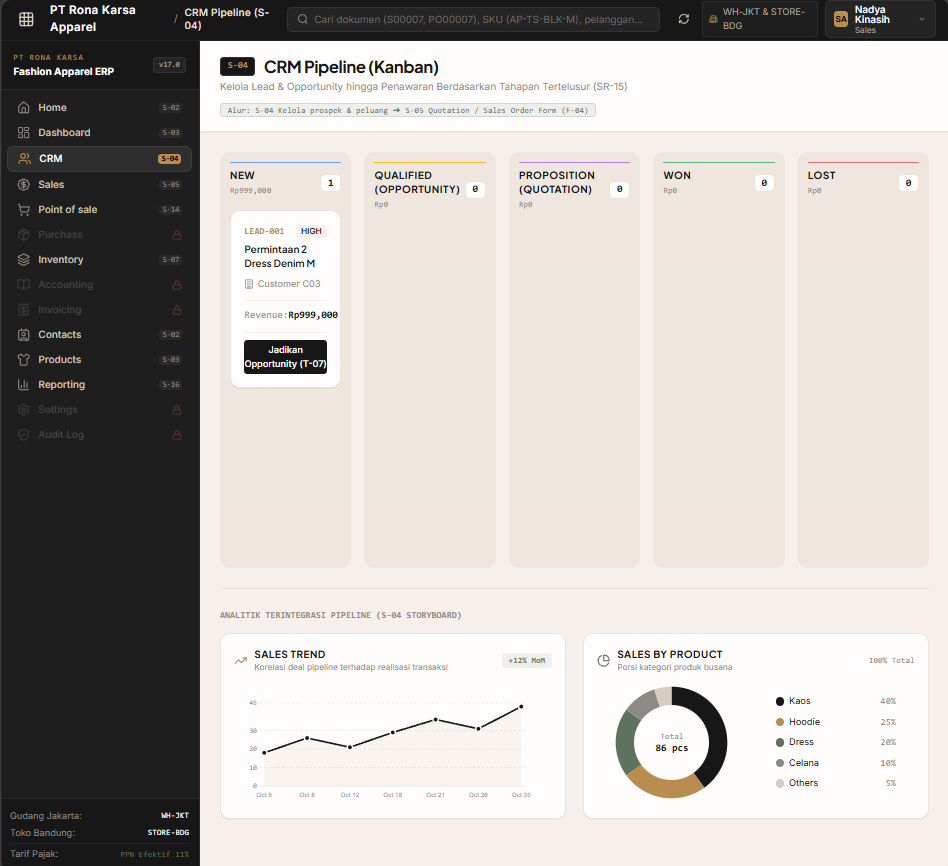 PT Rona Karsa
Apparel
/
CRM Pipeline (S-
04)
Cari dokumen (S00007, PO00007), SKU (AP-TS-BLK-M), pelanggan...
WH-JKT & STORE-
BDG
SA
Nadya
Kinasih
Sales
PT RONA KARSA
Fashion Apparel ERP
v17.0
Home S-02
Dashboard S-03
CRM S-04
Sales S-05
Point of sale S-14
Purchase
Inventory S-07
Accounting
Invoicing
Contacts S-02
Products S-03
Reporting S-16
Settings
Audit Log
Gudang Jakarta: WH-JKT
Toko Bandung: STORE-BDG
Tarif Pajak: PPN Efektif 11%
S-04 CRM Pipeline (Kanban)
Kelola Lead & Opportunity hingga Penawaran Berdasarkan Tahapan Tertelusur (SR-15)
Alur: S-04 Kelola prospek & peluang ➔ S-05 Quotation / Sales Order Form (F-04)
NEW
Rp999,000
1
LEAD-001 HIGH
Permintaan 2
Dress Denim M
Customer C03
Revenue: Rp999,000
Jadikan
Opportunity (T-07)
QUALIFIED
(OPPORTUNITY)
Rp0
0
PROPOSITION
(QUOTATION)
Rp0
0
WON
Rp0
0
LOST
Rp0
0
ANALITIK TERINTEGRASI PIPELINE (S-04 STORYBOARD)
SALES TREND
Korelasi deal pipeline terhadap realisasi transaksi
+12% MoM
45
30
20
10
0
Oct 5 Oct 8 Oct 12 Oct 18 Oct 21 Oct 28 Oct 30
SALES BY PRODUCT
Porsi kategori produk busana
100% Total
Total
86 pcs
Kaos 40%
Hoodie 25%
Dress 20%
Celana 10%
Others 5%